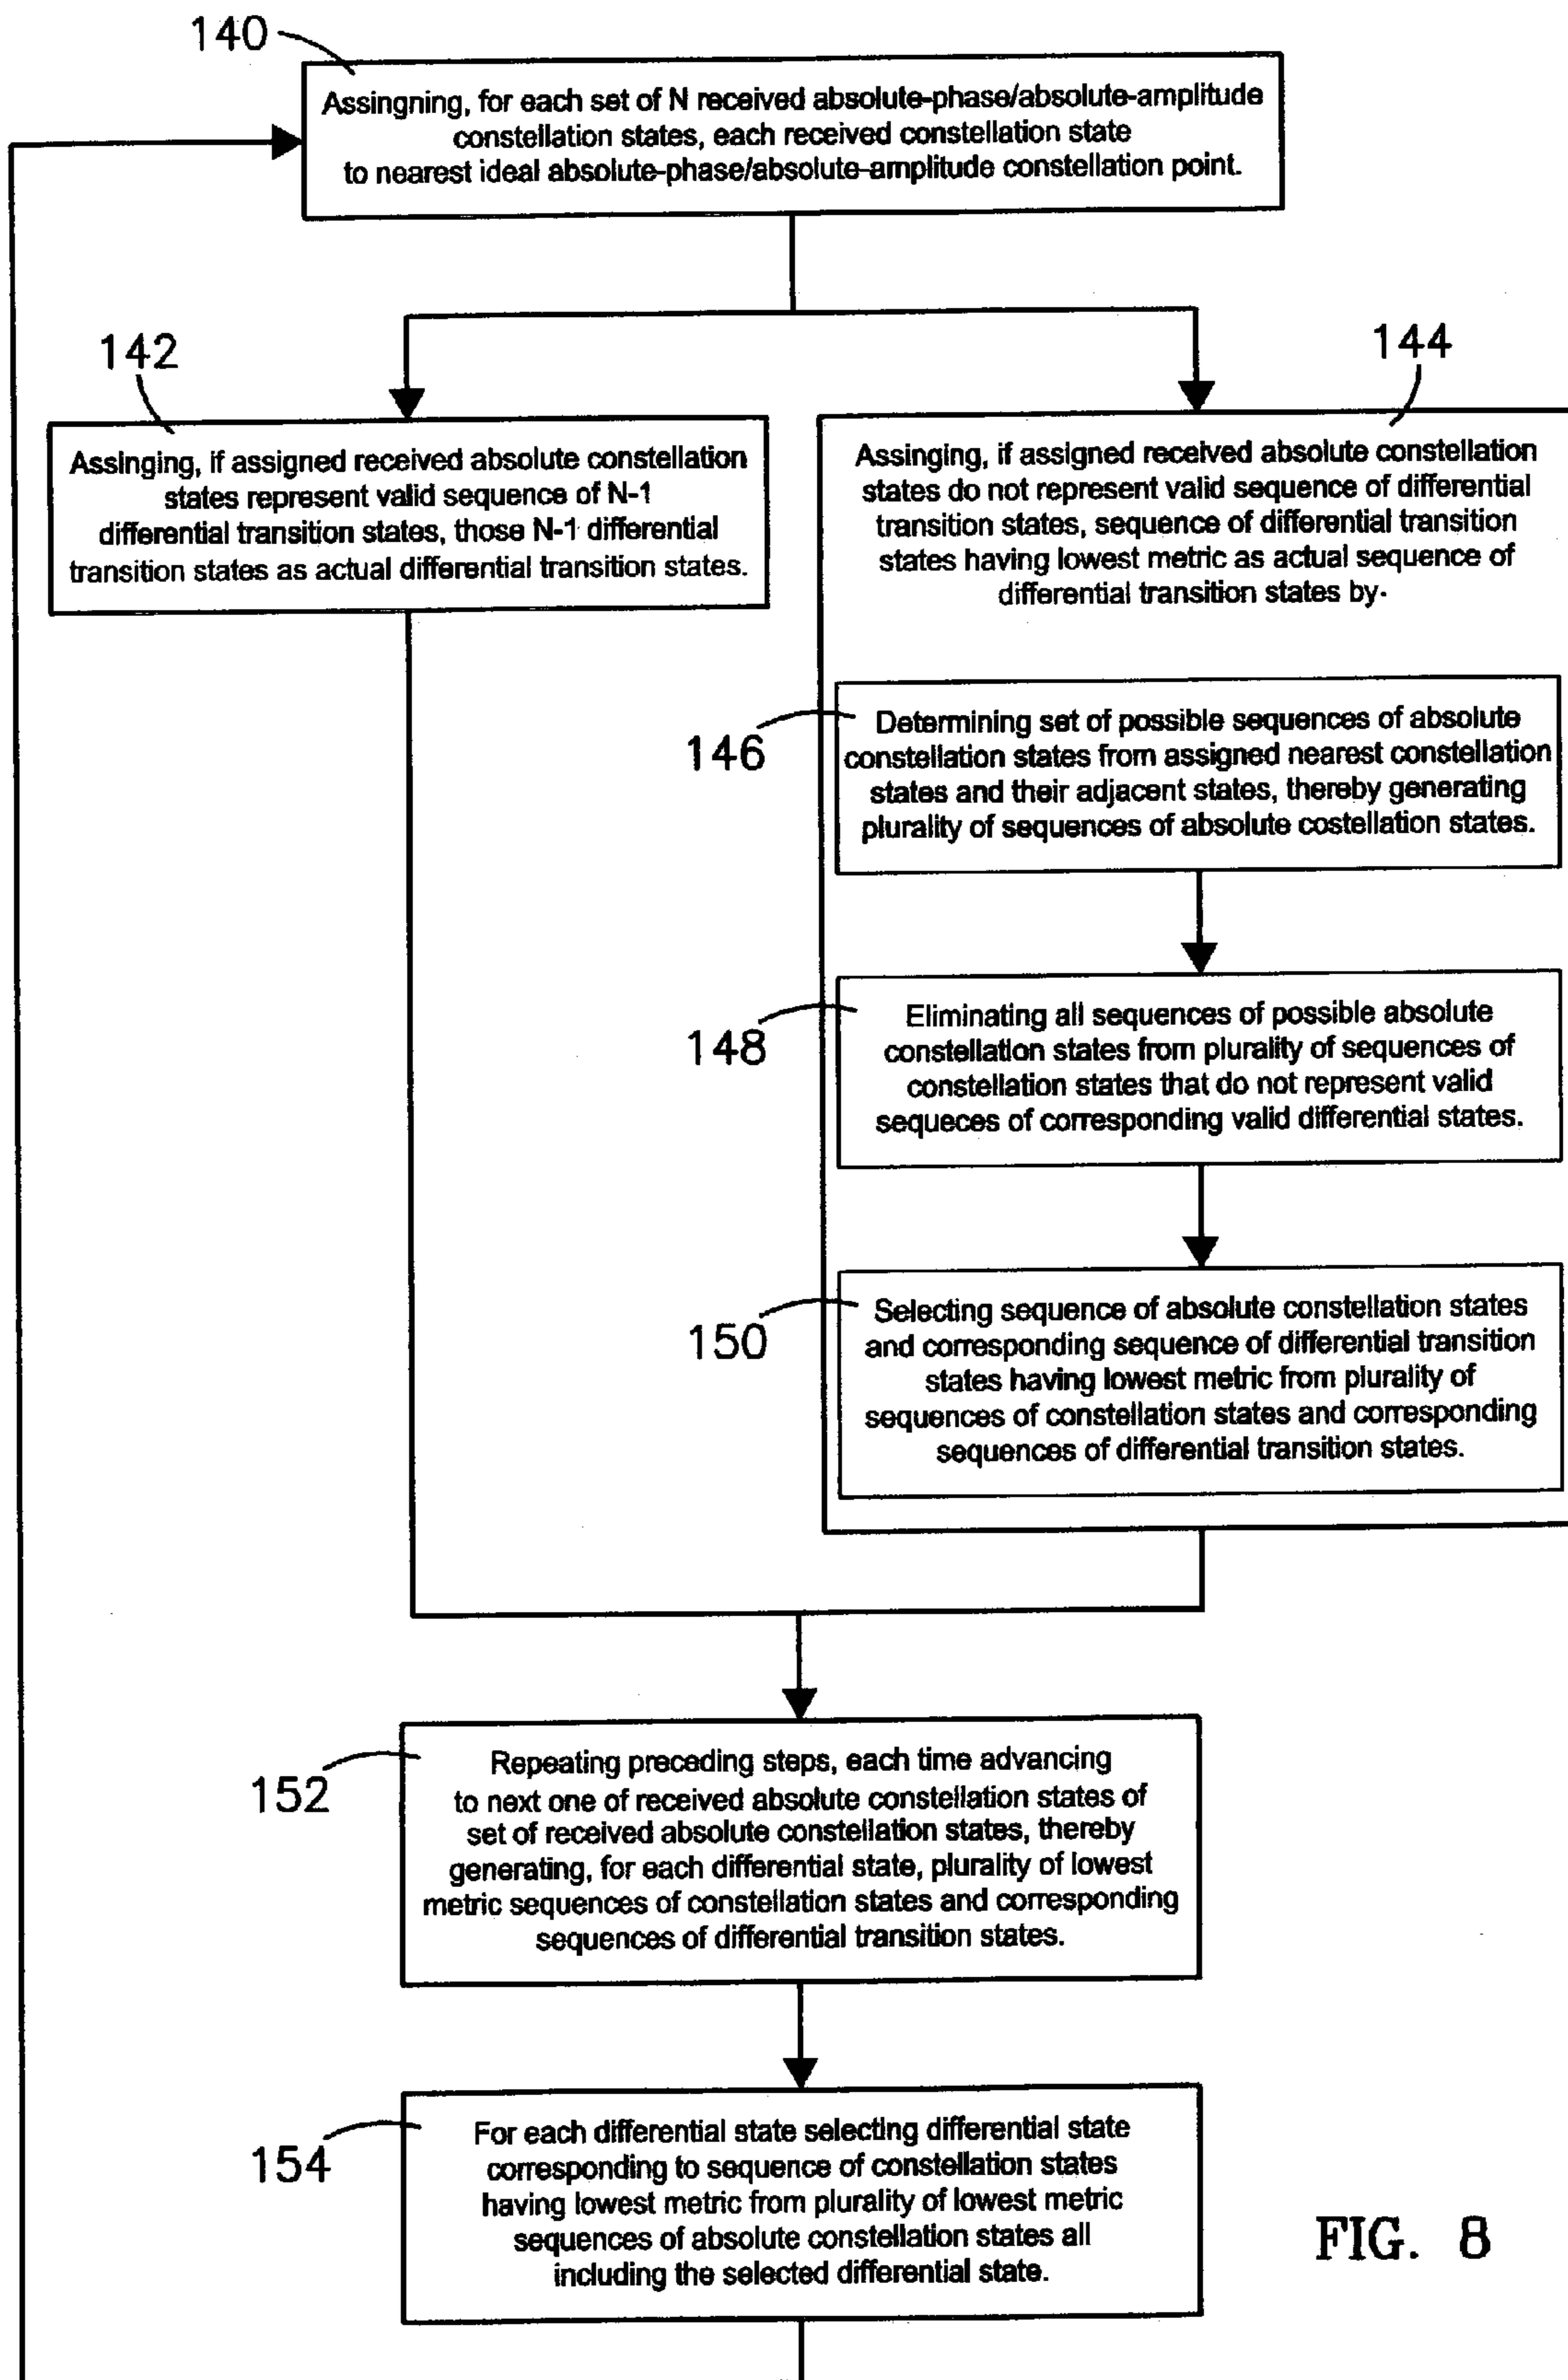 140
Assingning, for each set of N received absolute-phase/absolute-amplitude
constellation states, each received constellation state
to nearest ideal absolute-phase/absolute-amplitude constellation point.
142
Assinging, if assigned received absolute constellation
states represent valid sequence of N-1
differential transition states, those N-1 differential
transition states as actual differential transition states.
144
Assinging, if assigned received absolute constellation
states do not represent valid sequence of differential
transition states, sequence of differential transition
states having lowest metric as actual sequence of
differential transition states by·
146
Determining set of possible sequences of absolute
constellation states from assigned nearest constellation
states and their adjacent states, thereby generating
plurality of sequences of absolute costellation states.
148
Eliminating all sequences of possible absolute
constellation states from plurality of sequences of
constellation states that do not represent valid
sequeces of corresponding valid differential states.
150
Selecting sequence of absolute constellation states
and corresponding sequence of differential transition
states having lowest metric from plurality of
sequences of constellation states and corresponding
sequences of differential transition states.
152
Repeating preceding steps, each time advancing
to next one of received absolute constellation states of
set of received absolute constellation states, thereby
generating, for each differential state, plurality of lowest
metric sequences of constellation states and corresponding
sequences of differential transition states.
154
For each differential state selecting differential state
corresponding to sequence of constellation states
having lowest metric from plurality of lowest metric
sequences of absolute constellation states all
including the selected differential state.
FIG. 8